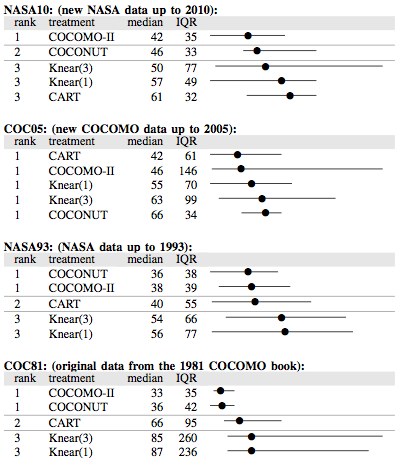 NASA10: (new NASA data up to 2010):
rank treatment median IQR
1 COCOMO-II 42 35
2 COCONUT 46 33
3 Knear(3) 50 77
3 Knear(1) 57 49
3 CART 61 32
COC05: (new COCOMO data up to 2005):
rank treatment median IQR
1 CART 42 61
1 COCOMO-II 46 146
1 Knear(1) 55 70
1 Knear(3) 63 99
1 COCONUT 66 34
NASA93: (NASA data up to 1993):
rank treatment median IQR
1 COCONUT 36 38
1 COCOMO-II 38 39
2 CART 40 55
3 Knear(3) 54 66
3 Knear(1) 56 77
COC81: (original data from the 1981 COCOMO book):
rank treatment median IQR
1 COCOMO-II 33 35
1 COCONUT 36 42
2 CART 66 95
3 Knear(3) 85 260
3 Knear(1) 87 236